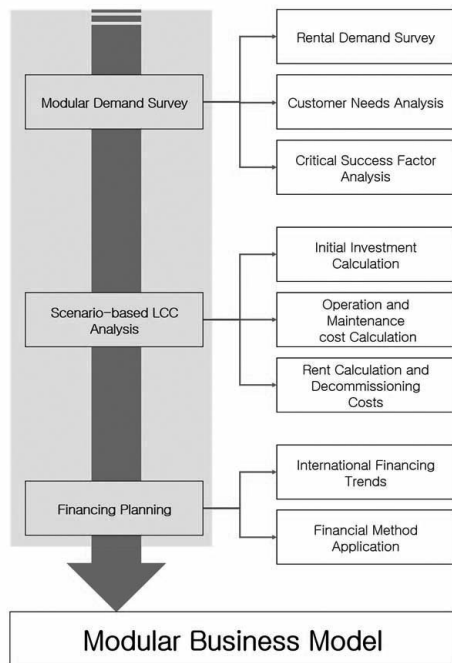 Rental Demand Survey
Modular Demand Survey
Customer Needs Analysis
Critical Success Factor
Analysis
Initial Investment
Calculation
Scenario-based LCC
Analysis
Operation and
Maintenance
cost Calculation
Rent Calculation and
Decommissioning
Costs
International Financing
Trends
Financing Planning
Financial Method
Application
Modular Business Model